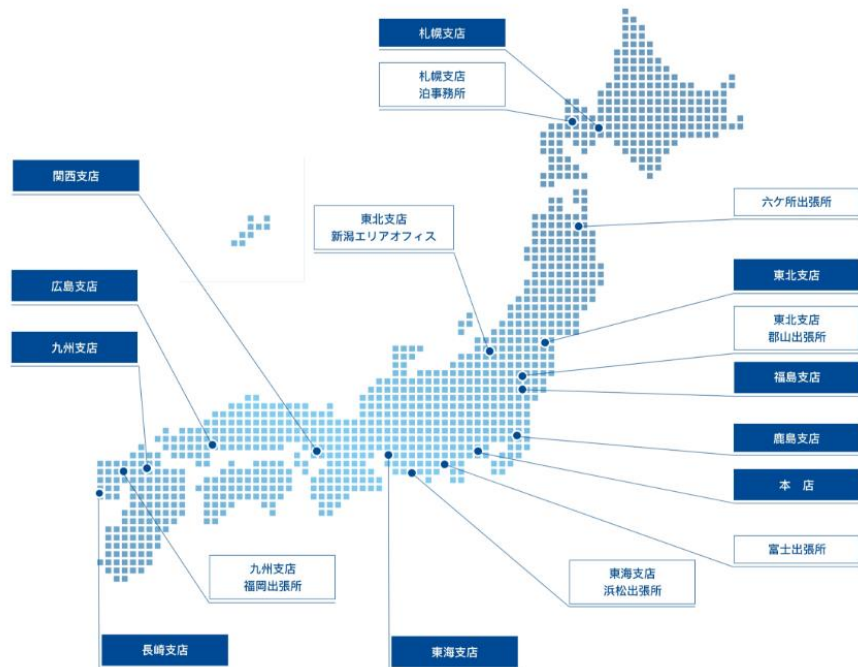 札幌支店
札幌支店
泊事務所
関西支店
東北支店
新潟エリアオフィス
六ケ所出張所
広島支店
東北支店
九州支店
東北支店
郡山出張所
福島支店
鹿島支店
本　店
富士出張所
九州支店
福岡出張所
東海支店
浜松出張所
長崎支店
東海支店